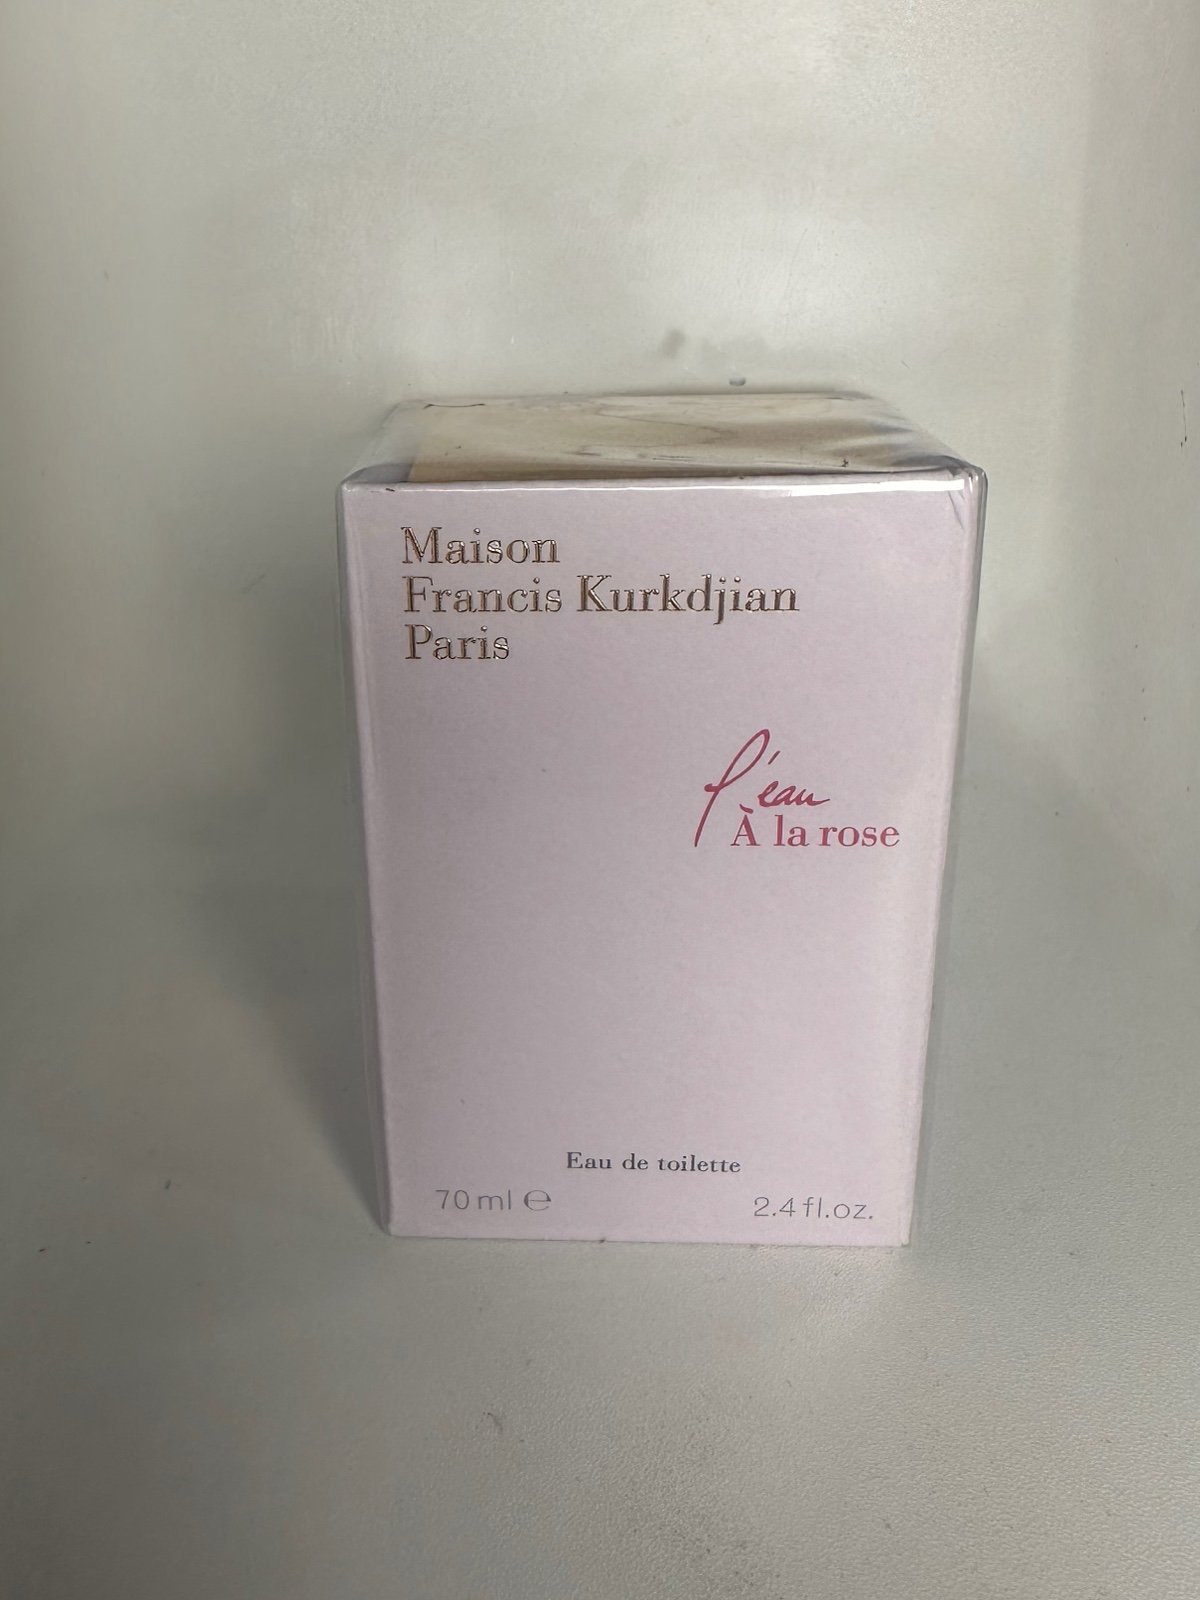 Maison
Francis Kurkdjian
Paris
l'eau
À la rose
Eau de toilette
70 ml ℮ 2.4 fl.oz.